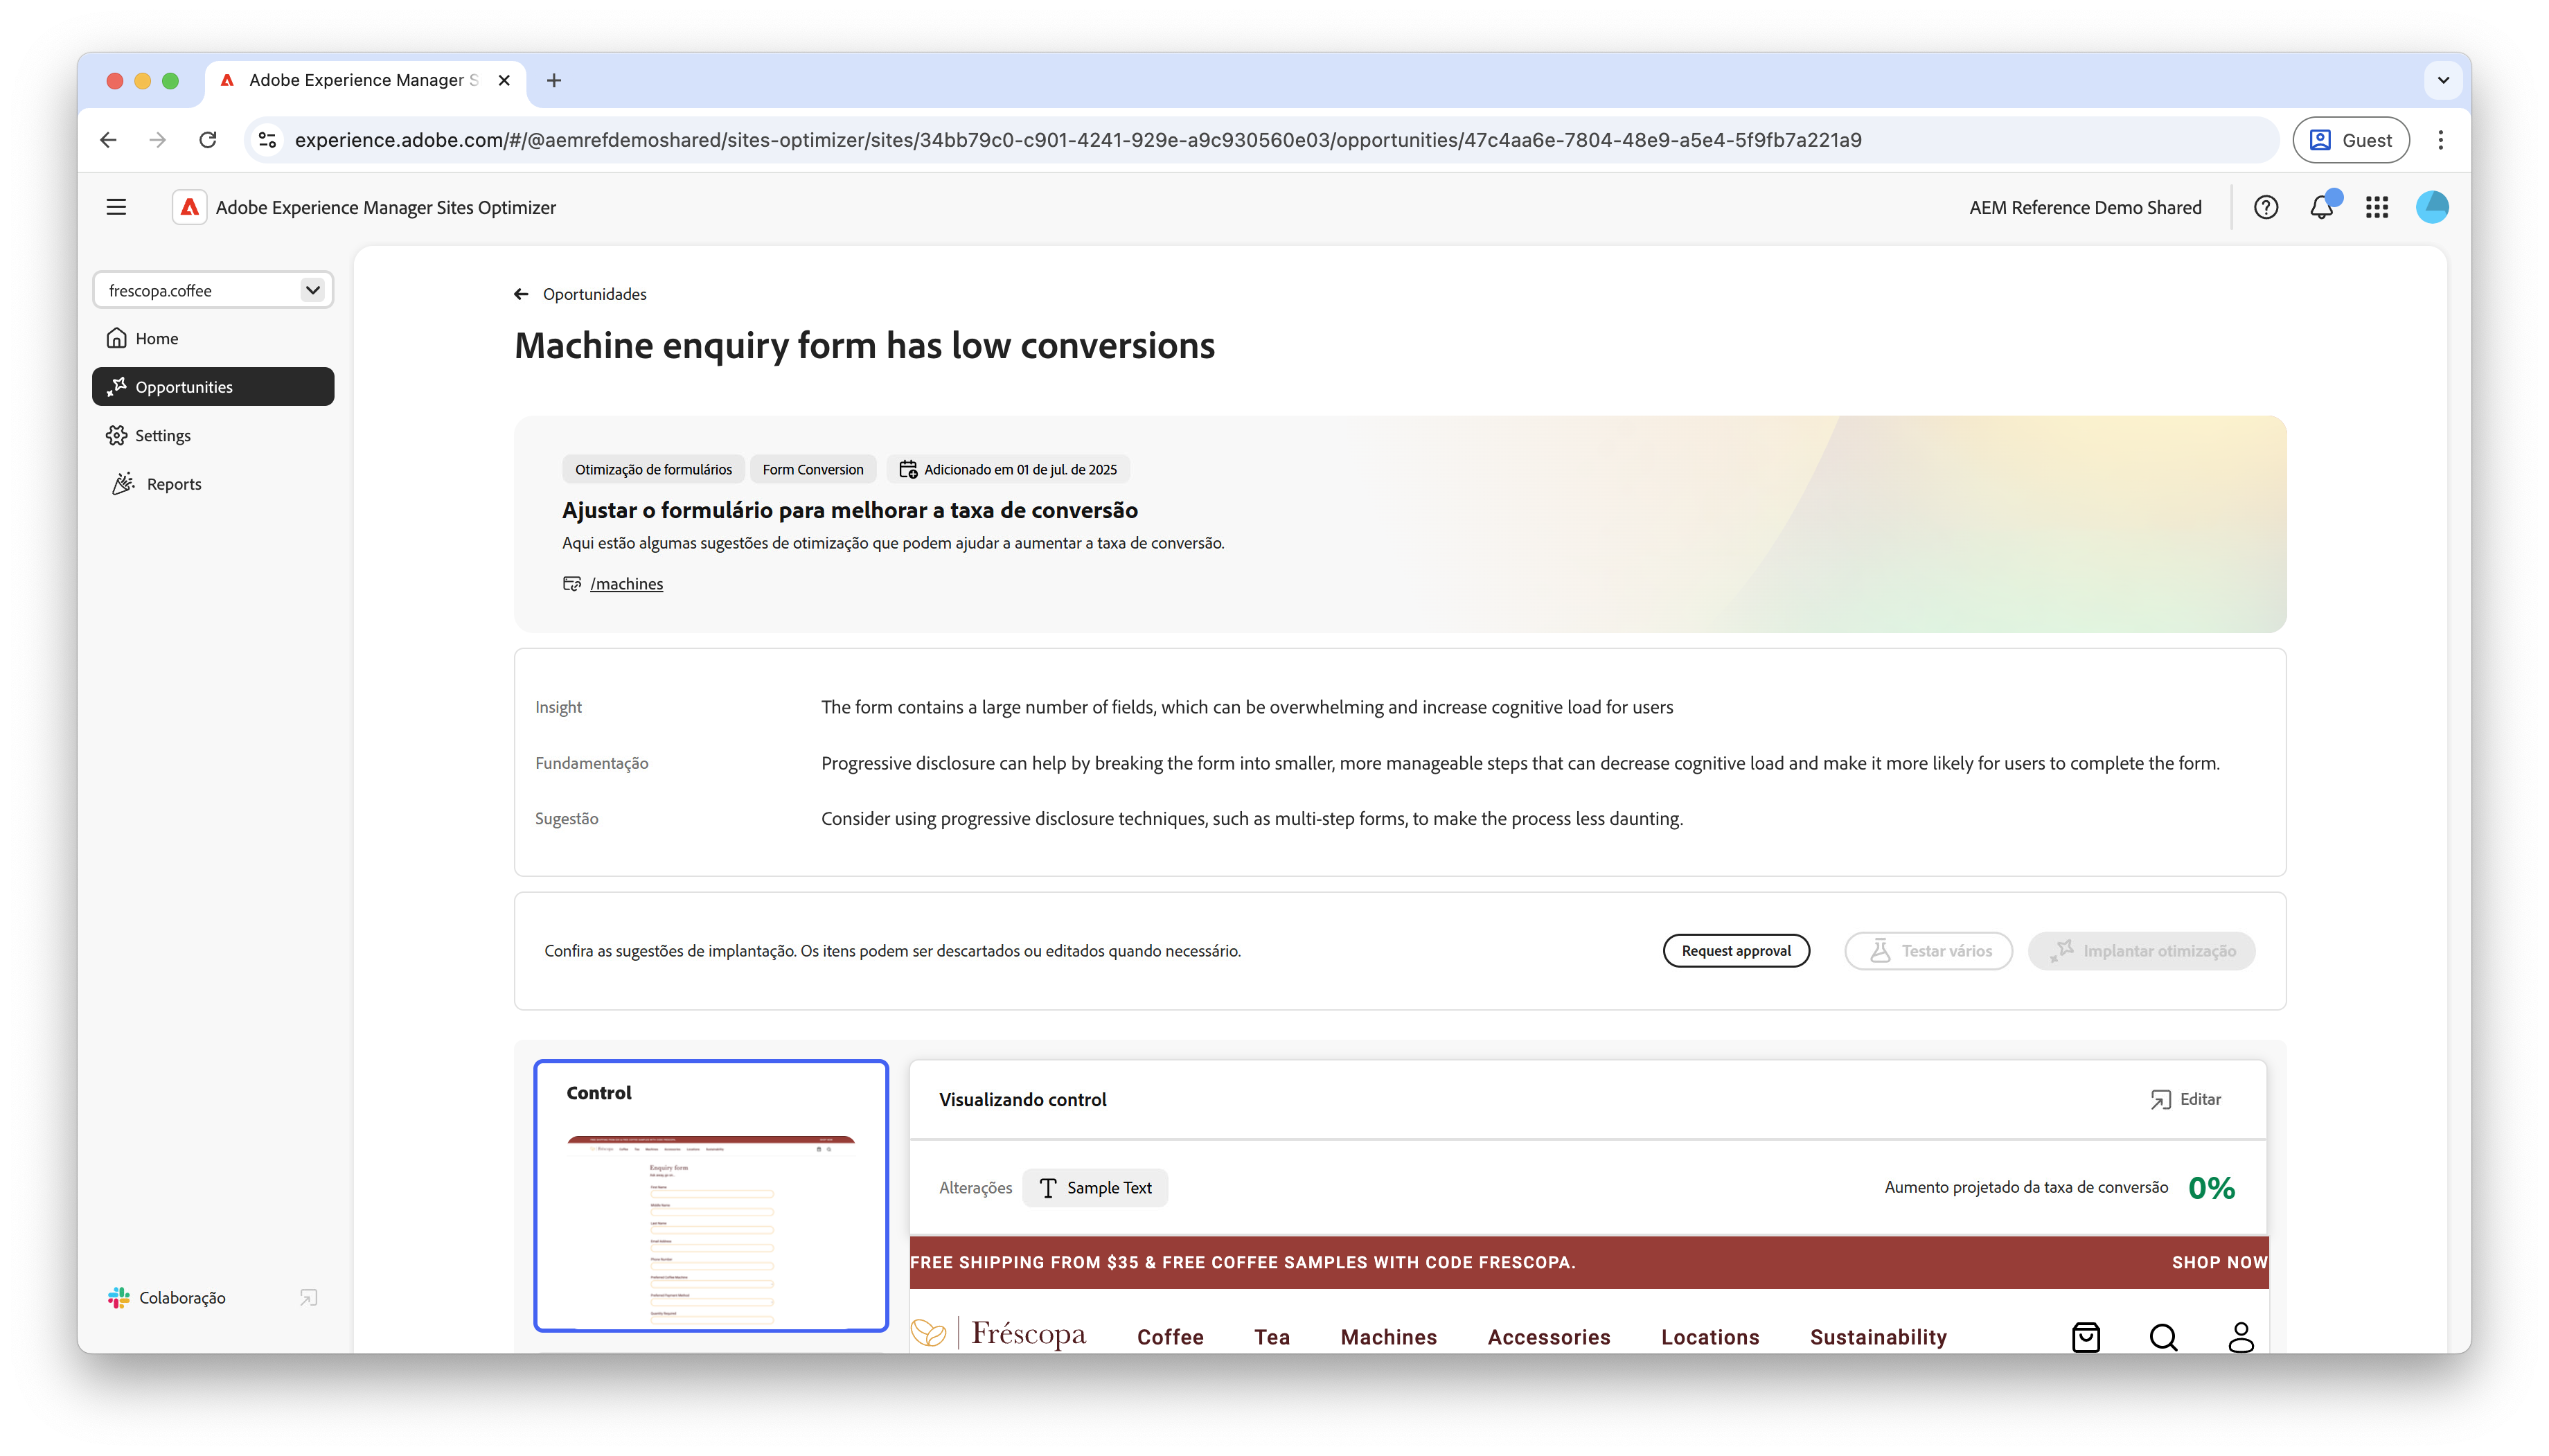 Adobe Experience Manager S
experience.adobe.com/#/@aemrefdemoshared/sites-optimizer/sites/34bb79c0-c901-4241-929e-a9c930560e03/opportunities/47c4aa6e-7804-48e9-a5e4-5f9fb7a221a9
Guest
Adobe Experience Manager Sites Optimizer
AEM Reference Demo Shared
frescopa.coffee
Home
Opportunities
Settings
Reports
Colaboração
Oportunidades
Machine enquiry form has low conversions
Otimização de formulários
Form Conversion
Adicionado em 01 de jul. de 2025
Ajustar o formulário para melhorar a taxa de conversão
Aqui estão algumas sugestões de otimização que podem ajudar a aumentar a taxa de conversão.
/machines
Insight
The form contains a large number of fields, which can be overwhelming and increase cognitive load for users
Fundamentação
Progressive disclosure can help by breaking the form into smaller, more manageable steps that can decrease cognitive load and make it more likely for users to complete the form.
Sugestão
Consider using progressive disclosure techniques, such as multi-step forms, to make the process less daunting.
Confira as sugestões de implantação. Os itens podem ser descartados ou editados quando necessário.
Request approval
Testar vários
Implantar otimização
Control
Enquiry form
Visualizando control
Editar
Alterações
Sample Text
Aumento projetado da taxa de conversão
0%
FREE SHIPPING FROM $35 & FREE COFFEE SAMPLES WITH CODE FRESCOPA.
SHOP NOW
Fréscopa
Coffee
Tea
Machines
Accessories
Locations
Sustainability